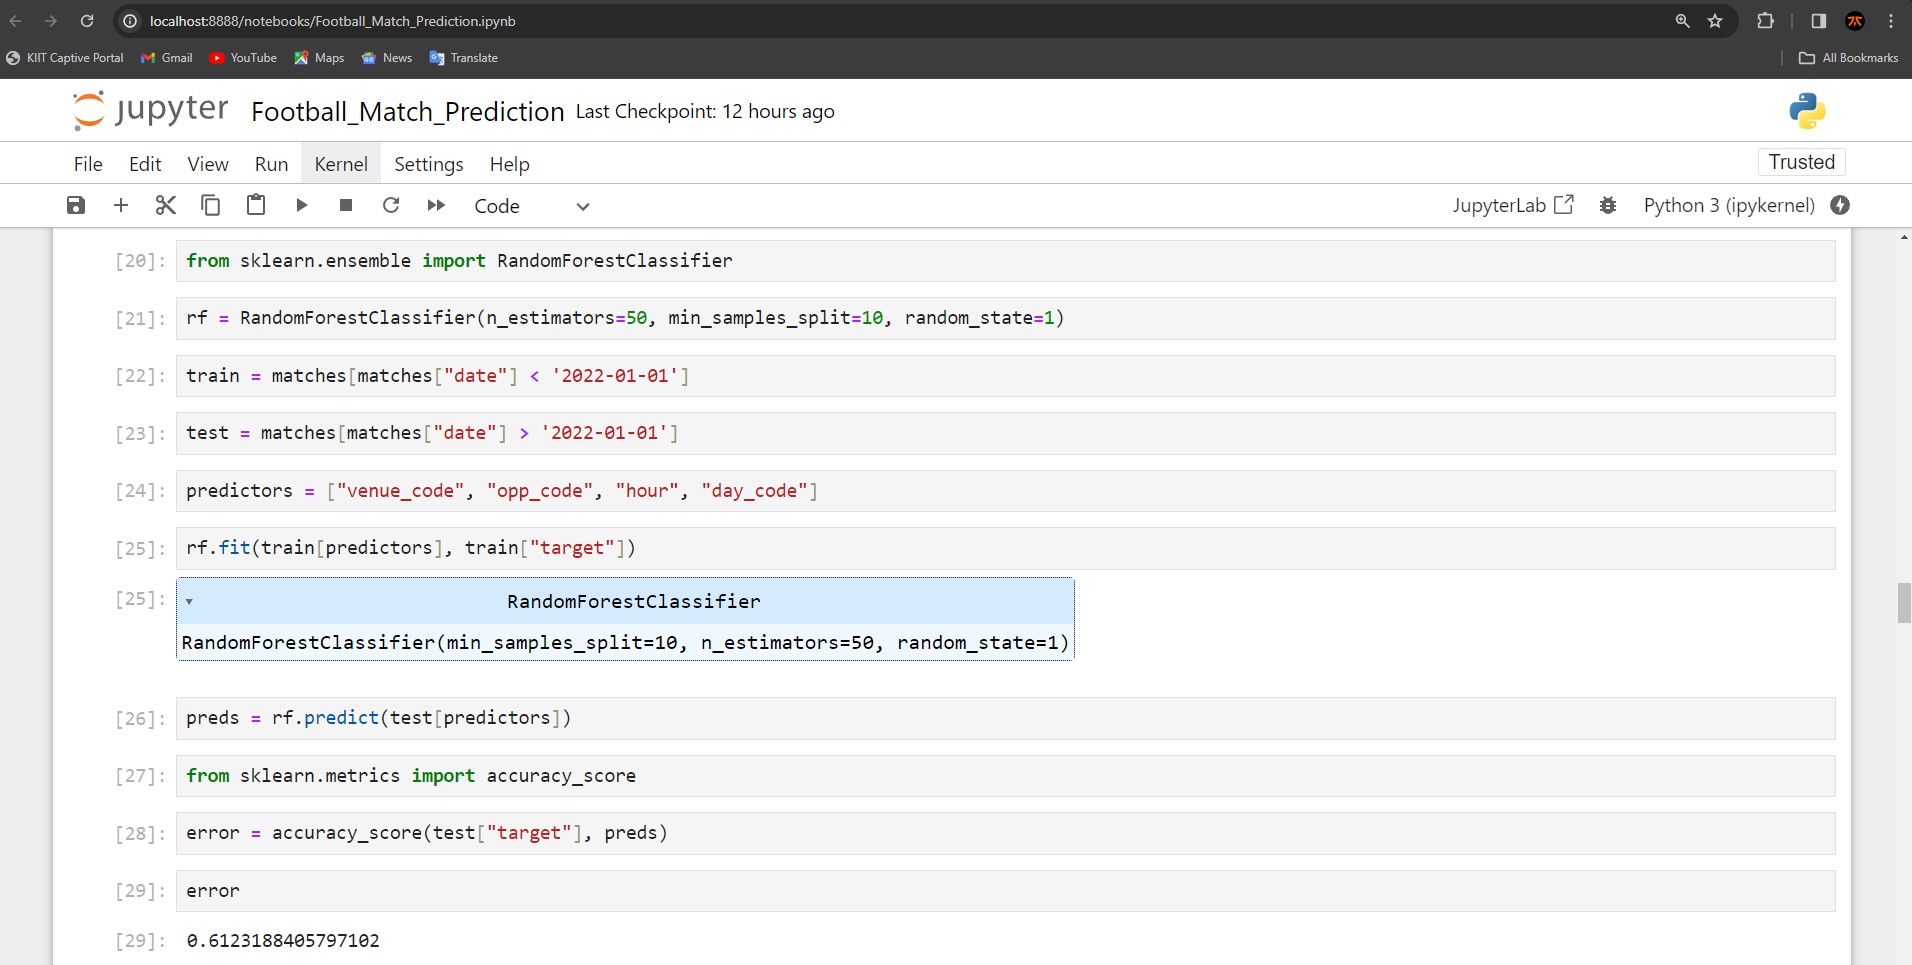 localhost:8888/notebooks/Football_Match_Prediction.ipynb
KIIT Captive Portal Gmail YouTube Maps News Translate All Bookmarks
jupyter Football_Match_Prediction Last Checkpoint: 12 hours ago
File Edit View Run Kernel Settings Help Trusted
Code JupyterLab Python 3 (ipykernel)
[20]: from sklearn.ensemble import RandomForestClassifier
[21]: rf = RandomForestClassifier(n_estimators=50, min_samples_split=10, random_state=1)
[22]: train = matches[matches["date"] < '2022-01-01']
[23]: test = matches[matches["date"] > '2022-01-01']
[24]: predictors = ["venue_code", "opp_code", "hour", "day_code"]
[25]: rf.fit(train[predictors], train["target"])
[25]: RandomForestClassifier
RandomForestClassifier(min_samples_split=10, n_estimators=50, random_state=1)
[26]: preds = rf.predict(test[predictors])
[27]: from sklearn.metrics import accuracy_score
[28]: error = accuracy_score(test["target"], preds)
[29]: error
[29]: 0.6123188405797102